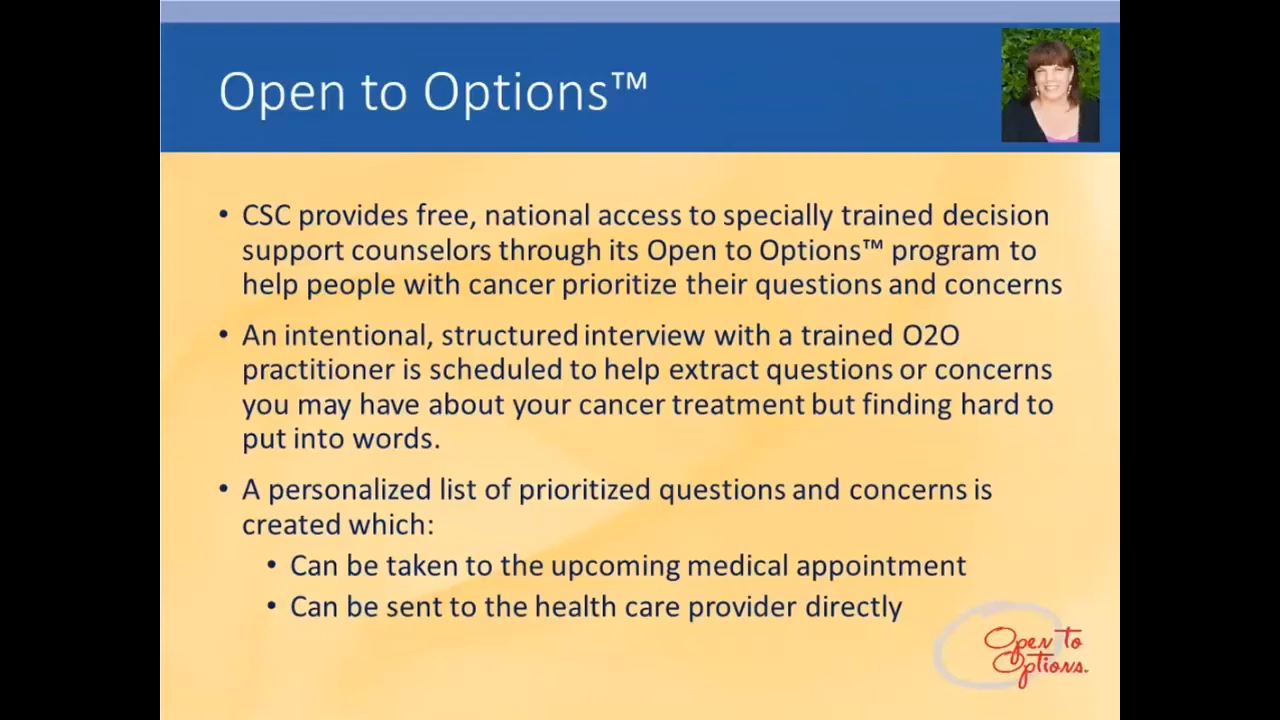 Open to Options™
• CSC provides free, national access to specially trained decision
support counselors through its Open to Options™ program to
help people with cancer prioritize their questions and concerns
• An intentional, structured interview with a trained O2O
practitioner is scheduled to help extract questions or concerns
you may have about your cancer treatment but finding hard to
put into words.
• A personalized list of prioritized questions and concerns is
created which:
• Can be taken to the upcoming medical appointment
• Can be sent to the health care provider directly
Open to
Options.